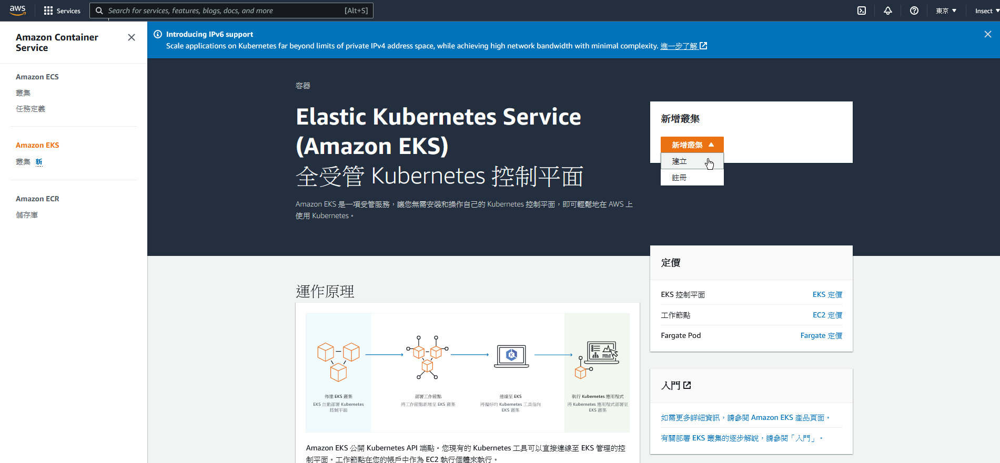 aws
Services
Search for services, features, blogs, docs, and more
[Alt+S]
東京
Insect
Amazon Container
Service
Amazon ECS
叢集
任務定義
Amazon EKS
叢集 新
Amazon ECR
儲存庫
Introducing IPv6 support
Scale applications on Kubernetes far beyond limits of private IPv4 address space, while achieving high network bandwidth with minimal complexity. 進一步了解
容器
Elastic Kubernetes Service
(Amazon EKS)
全受管 Kubernetes 控制平面
Amazon EKS 是一項受管服務，讓您無需安裝和操作自己的 Kubernetes 控制平面，即可輕鬆地在 AWS 上
使用 Kubernetes。
新增叢集
新增叢集
建立
註冊
定價
EKS 控制平面 EKS 定價
工作節點 EC2 定價
Fargate Pod Fargate 定價
入門
如需更多詳細資訊，請參閱 Amazon EKS 產品頁面。
有關部署 EKS 叢集的逐步解說，請參閱「入門」。
運作原理
佈建 EKS 叢集
EKS 自動部署 Kubernetes
控制平面
部署工作節點
將工作節點新增至 EKS 叢集
連線至 EKS
將偏好的 Kubernetes 工具指向
EKS 叢集
執行 Kubernetes 應用程式
將 Kubernetes 應用程式部署至
EKS 叢集
Amazon EKS 公開 Kubernetes API 端點。您現有的 Kubernetes 工具可以直接連線至 EKS 管理的控
制平面。工作節點在您的帳戶中作為 EC2 執行個體來執行。